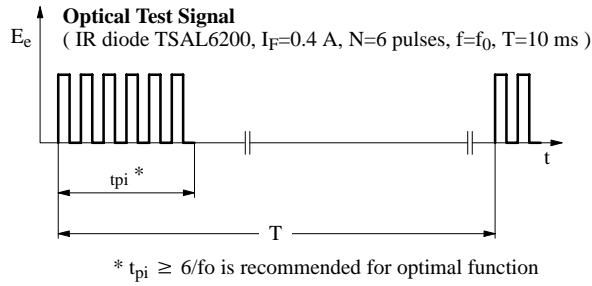 Optical Test Signal
( IR diode TSAL6200, IF=0.4 A, N=6 pulses, f=f0, T=10 ms )
Ee
t
tpi *
T
* tpi ≥ 6/fo is recommended for optimal function